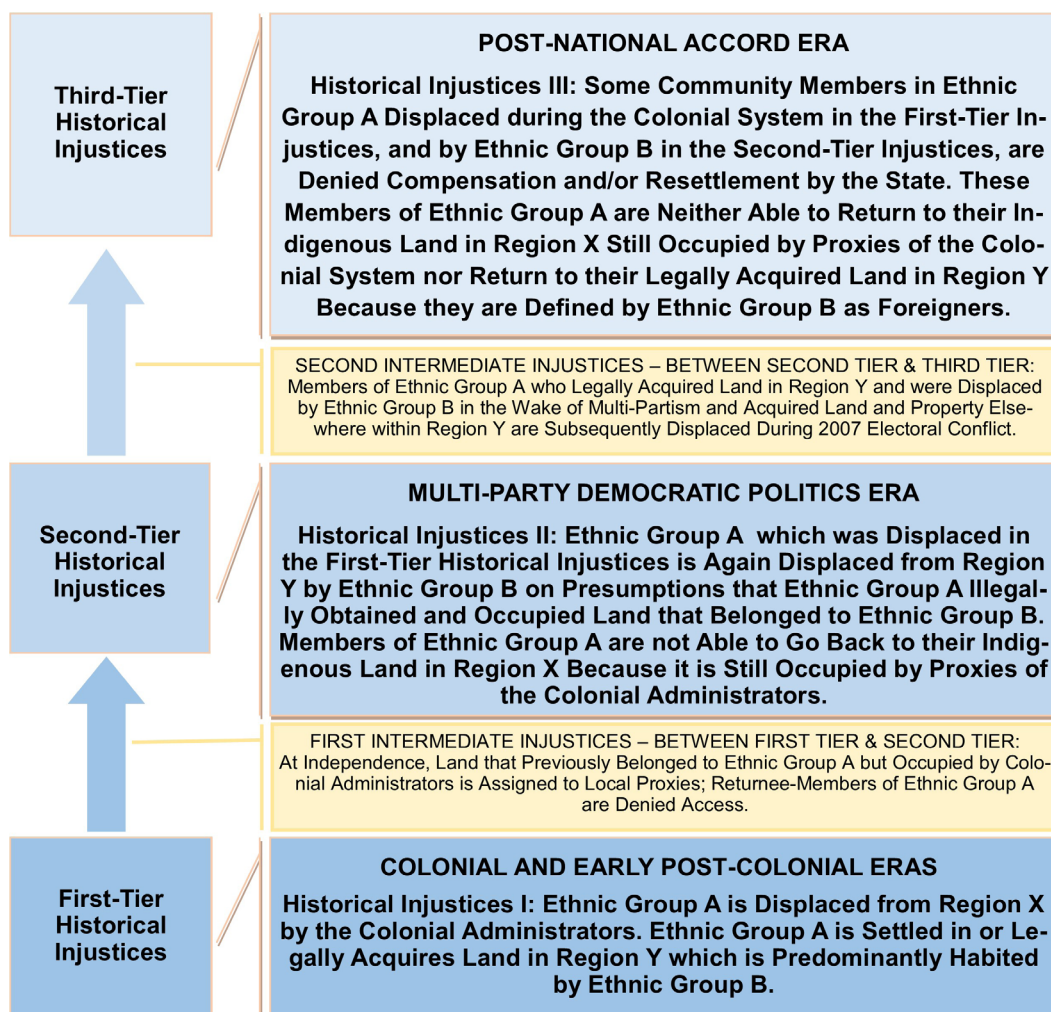 Third-Tier
Historical
Injustices
POST-NATIONAL ACCORD ERA
Historical Injustices III: Some Community Members in Ethnic
Group A Displaced during the Colonial System in the First-Tier In-
justices, and by Ethnic Group B in the Second-Tier Injustices, are
Denied Compensation and/or Resettlement by the State. These
Members of Ethnic Group A are Neither Able to Return to their In-
digenous Land in Region X Still Occupied by Proxies of the Colo-
nial System nor Return to their Legally Acquired Land in Region Y
Because they are Defined by Ethnic Group B as Foreigners.
SECOND INTERMEDIATE INJUSTICES – BETWEEN SECOND TIER & THIRD TIER:
Members of Ethnic Group A who Legally Acquired Land in Region Y and were Displaced
by Ethnic Group B in the Wake of Multi-Partism and Acquired Land and Property Else-
where within Region Y are Subsequently Displaced During 2007 Electoral Conflict.
Second-Tier
Historical
Injustices
MULTI-PARTY DEMOCRATIC POLITICS ERA
Historical Injustices II: Ethnic Group A which was Displaced in
the First-Tier Historical Injustices is Again Displaced from Region
Y by Ethnic Group B on Presumptions that Ethnic Group A Illegal-
ly Obtained and Occupied Land that Belonged to Ethnic Group B.
Members of Ethnic Group A are not Able to Go Back to their Indig-
enous Land in Region X Because it is Still Occupied by Proxies of
the Colonial Administrators.
FIRST INTERMEDIATE INJUSTICES – BETWEEN FIRST TIER & SECOND TIER:
At Independence, Land that Previously Belonged to Ethnic Group A but Occupied by Colo-
nial Administrators is Assigned to Local Proxies; Returnee-Members of Ethnic Group A
are Denied Access.
First-Tier
Historical
Injustices
COLONIAL AND EARLY POST-COLONIAL ERAS
Historical Injustices I: Ethnic Group A is Displaced from Region X
by the Colonial Administrators. Ethnic Group A is Settled in or Le-
gally Acquires Land in Region Y which is Predominantly Habited
by Ethnic Group B.